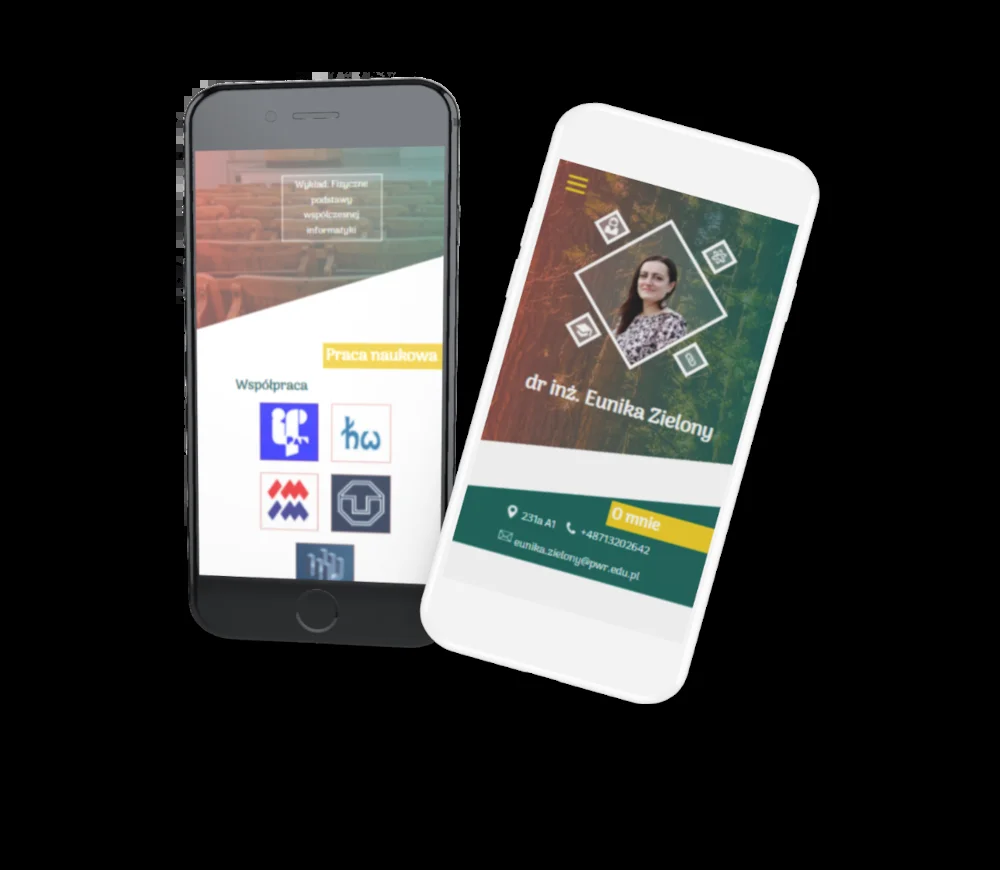 Wykład: Fizyczne
podstawy
współczesnej
informatyki
Praca naukowa
Współpraca
ħω
dr inż. Eunika Zielony
O mnie
231a A1 +48713202642
eunika.zielony@pwr.edu.pl